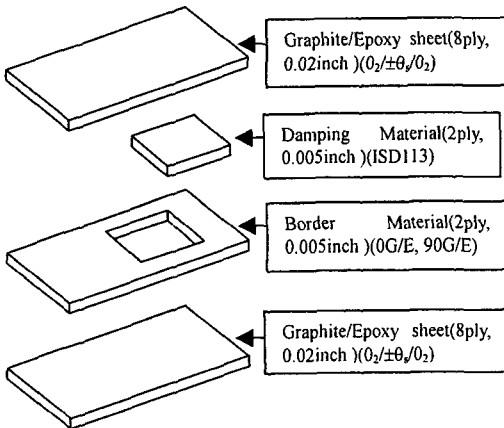 Graphite/Epoxy sheet(8ply,
0.02inch )(0₂/±θₛ/0₂)
Damping Material(2ply,
0.005inch )(ISD113)
Border Material(2ply,
0.005inch )(0G/E, 90G/E)
Graphite/Epoxy sheet(8ply,
0.02inch )(0₂/±θₛ/0₂)